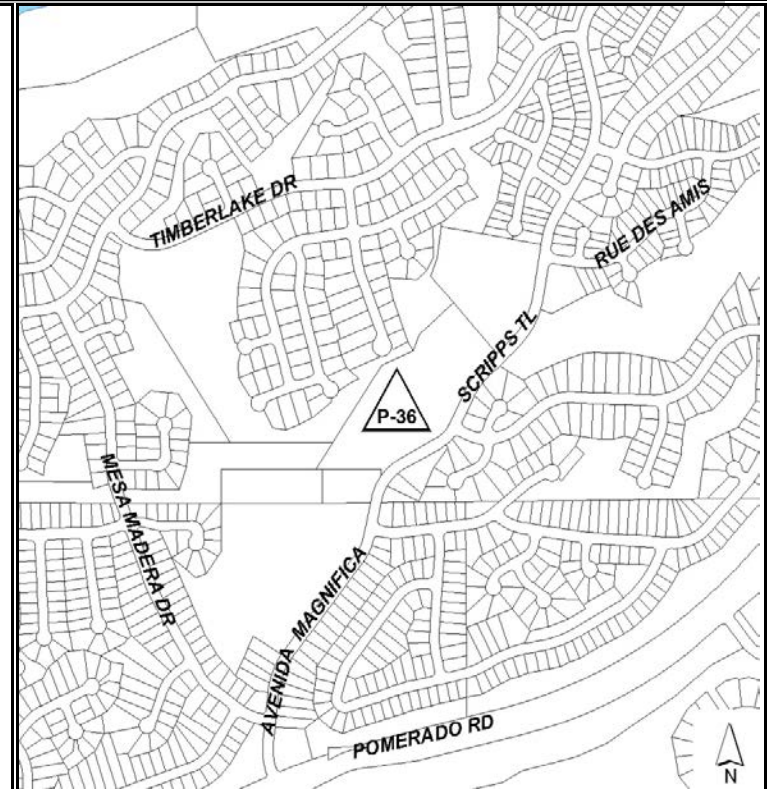 TIMBERLAKE DR
RUE DES AMIS
SCRIPPS TL
P-36
MESA MADERA DR
AVENIDA MAGNIFICA
POMERADO RD
N